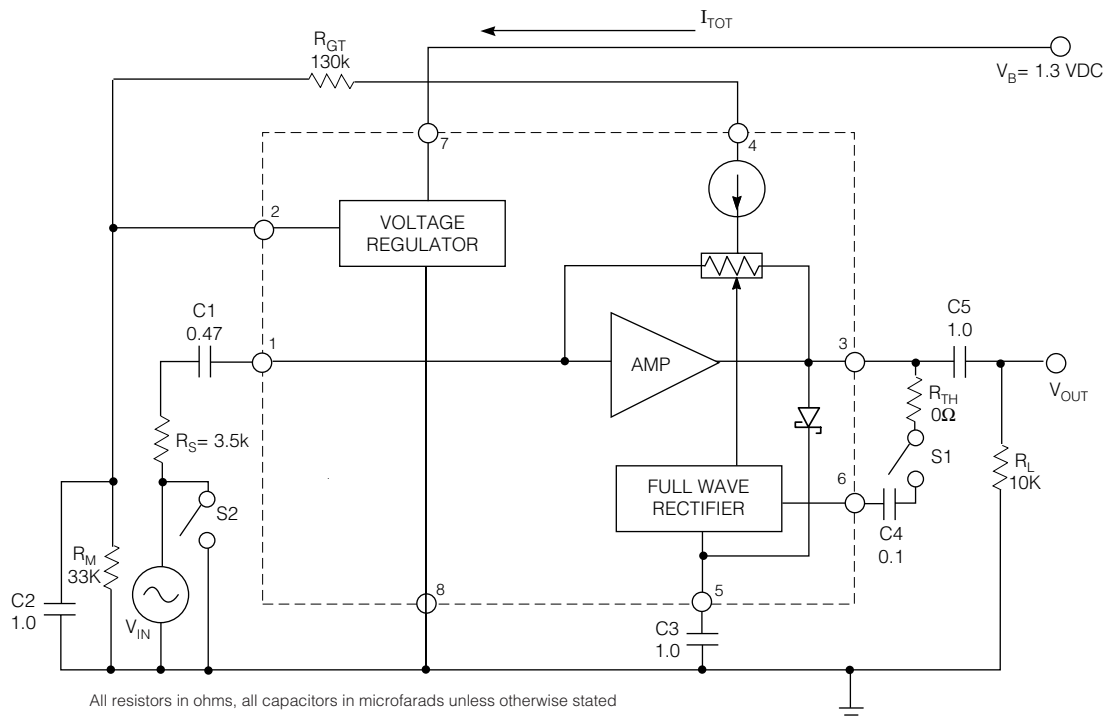 I_TOT
R_GT
130k
V_B= 1.3 VDC
7
4
2
VOLTAGE
REGULATOR
C1
0.47
C5
1.0
1
3
AMP
V_OUT
R_TH
0Ω
R_S= 3.5k
S1
R_L
10K
6
FULL WAVE
RECTIFIER
S2
C4
0.1
R_M
33K
C2
1.0
8
5
V_IN
C3
1.0
All resistors in ohms, all capacitors in microfarads unless otherwise stated